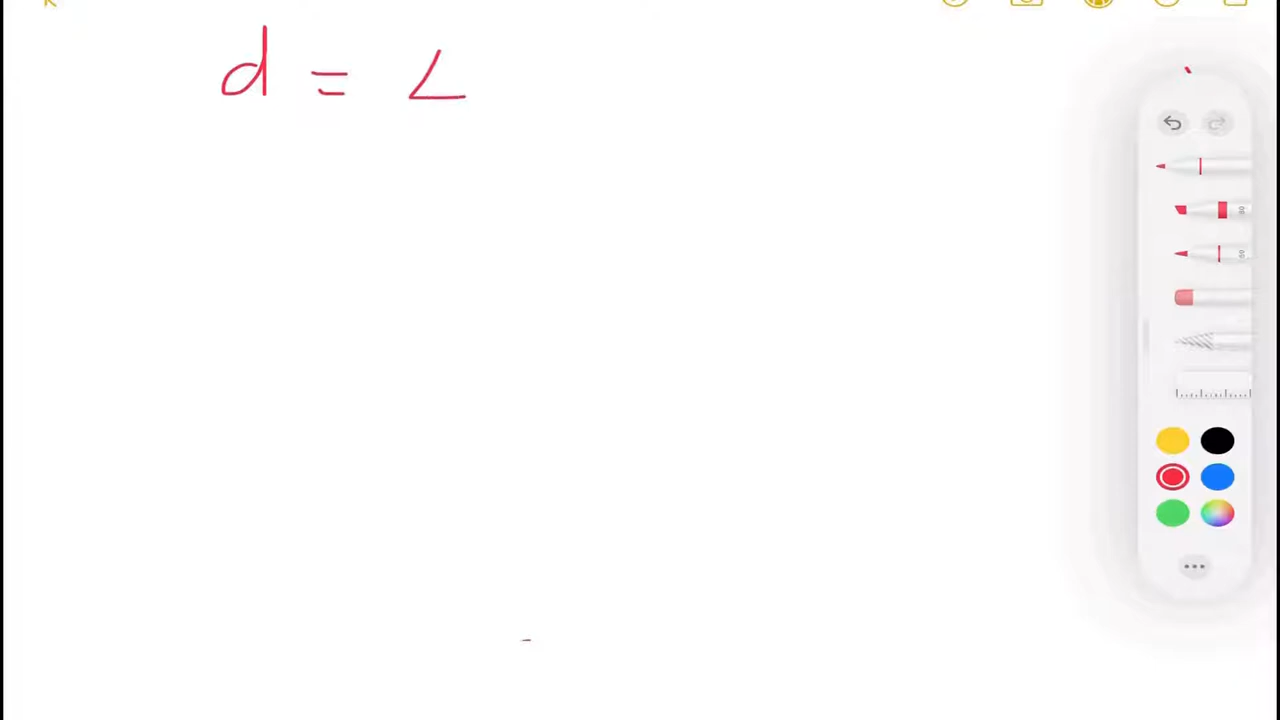 d = ∠